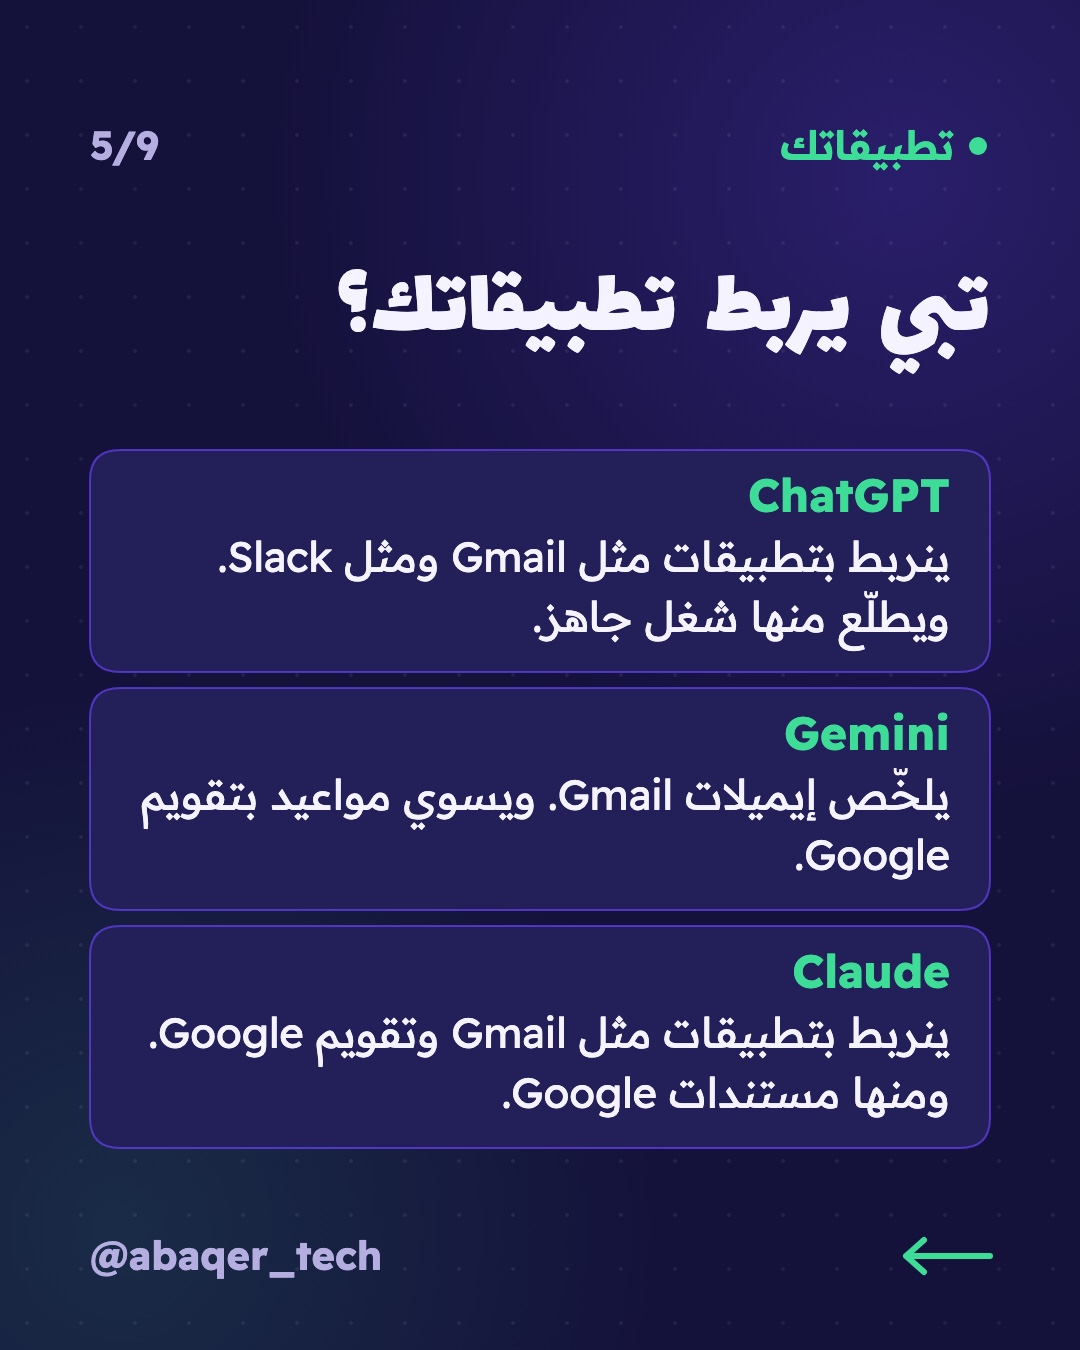 • تطبيقاتك
5/9
تبي يربط تطبيقاتك؟
ChatGPT
ينربط بتطبيقات مثل Gmail ومثل Slack.
ويطلّع منها شغل جاهز.
Gemini
يلخّص إيميلات Gmail. ويسوي مواعيد بتقويم
Google.
Claude
ينربط بتطبيقات مثل Gmail وتقويم Google.
ومنها مستندات Google.
@abaqer_tech